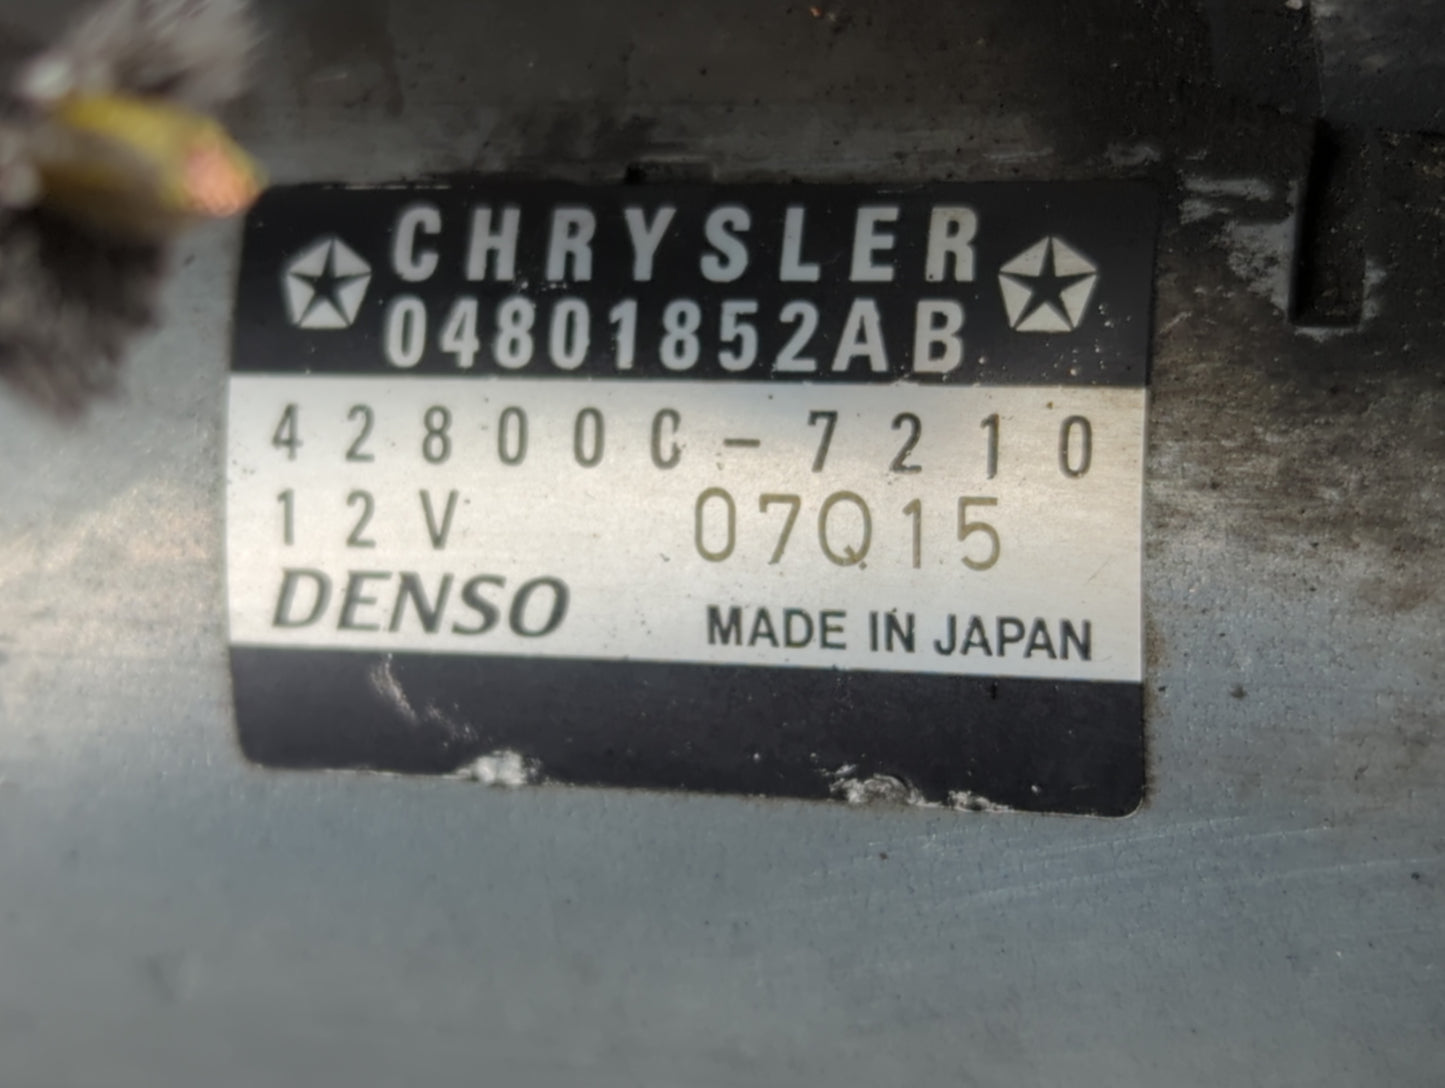 CHRYSLER
04801852AB
428000-7210
12V 07Q15
DENSO MADE IN JAPAN